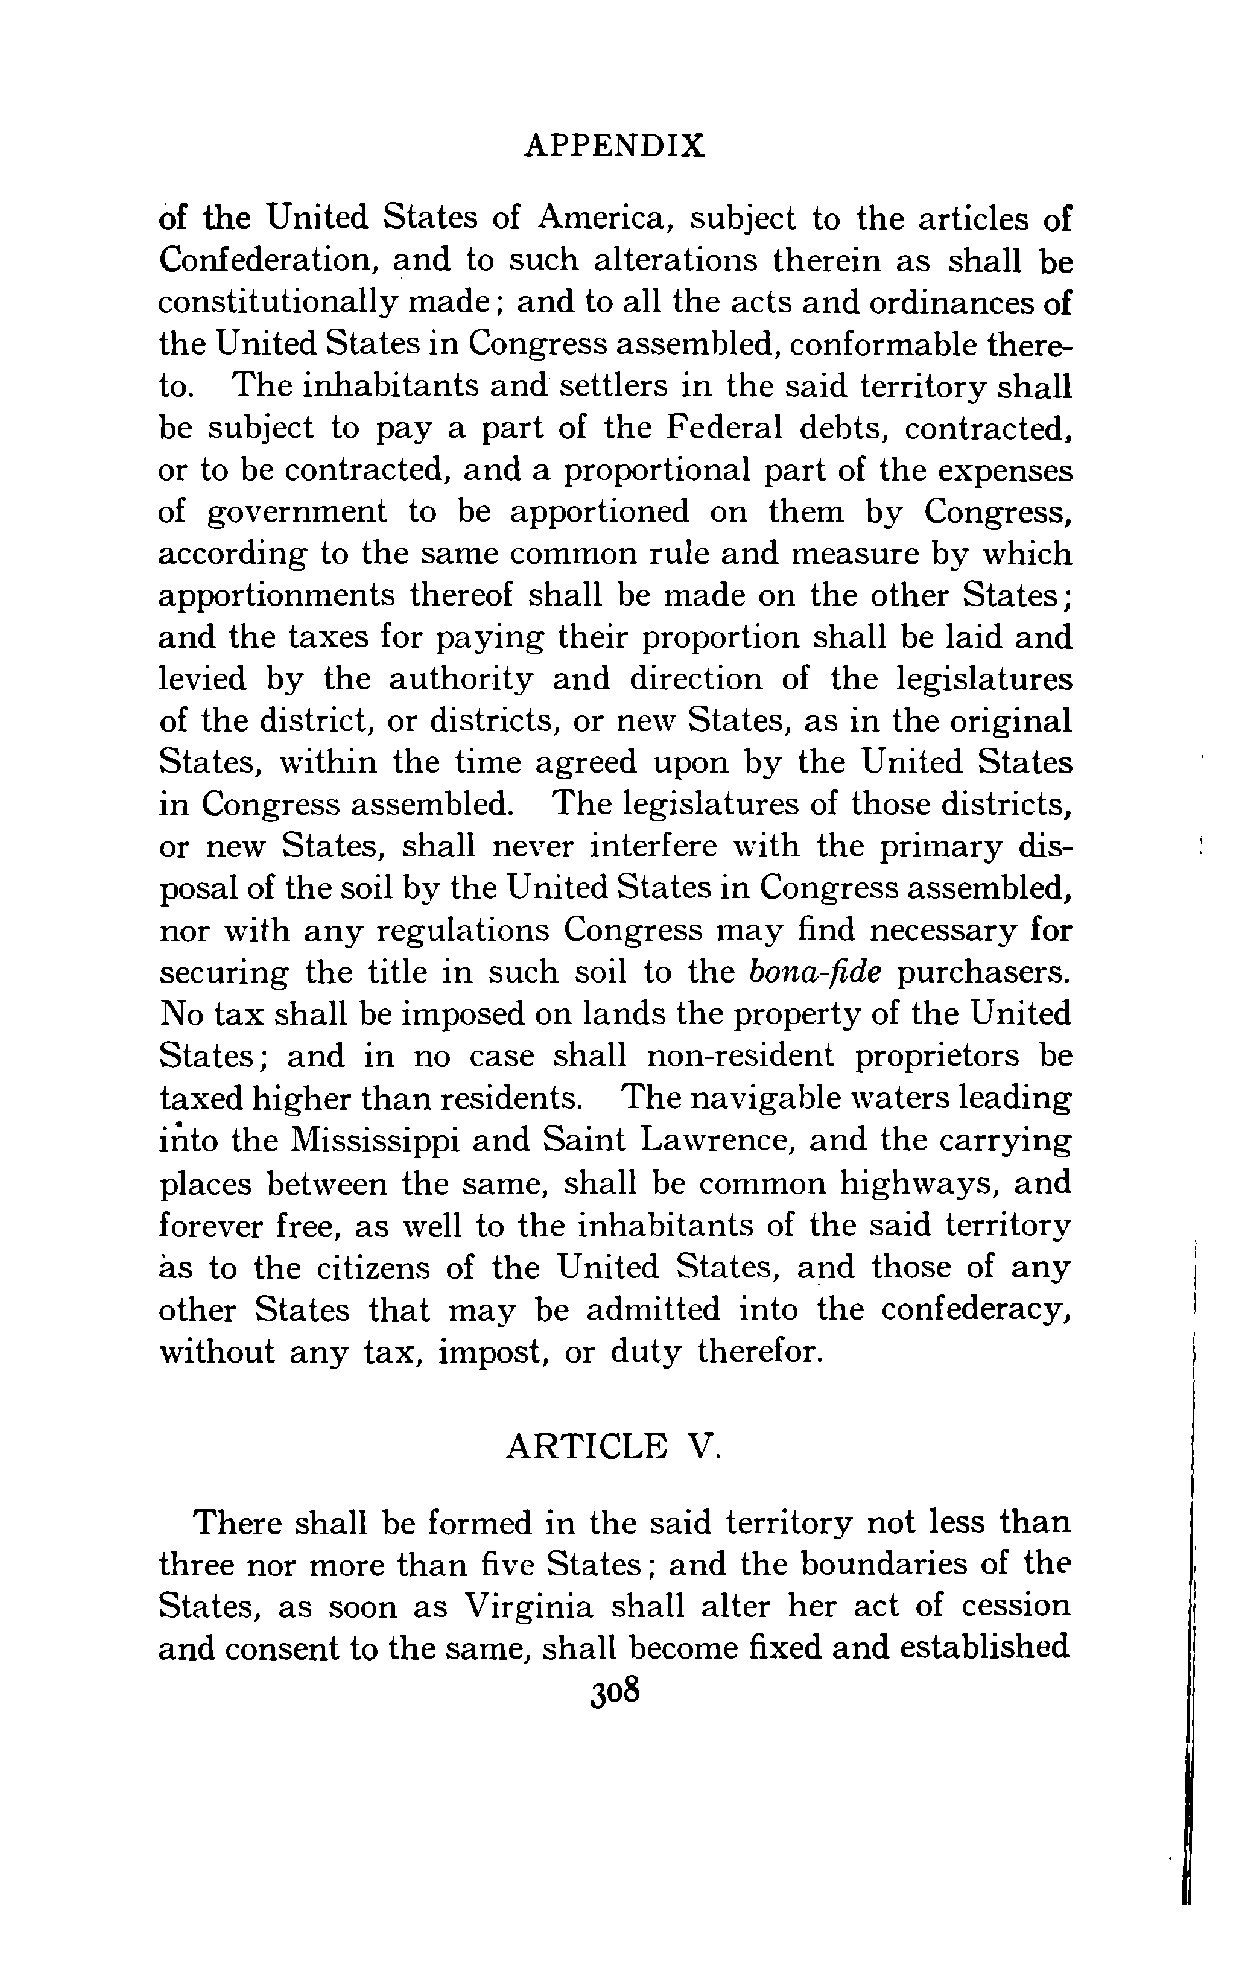 APPENDIX
of the United States of America, subject to the articles of
Confederation, and to such alterations therein as shall be
constitutionally made; and to all the acts and ordinances of
the United States in Congress assembled, conformable there-
to. The inhabitants and settlers in the said territory shall
be subject to pay a part of the Federal debts, contracted,
or to be contracted, and a proportional part of the expenses
of government to be apportioned on them by Congress,
according to the same common rule and measure by which
apportionments thereof shall be made on the other States;
and the taxes for paying their proportion shall be laid and
levied by the authority and direction of the legislatures
of the district, or districts, or new States, as in the original
States, within the time agreed upon by the United States
in Congress assembled. The legislatures of those districts,
or new States, shall never interfere with the primary dis-
posal of the soil by the United States in Congress assembled,
nor with any regulations Congress may find necessary for
securing the title in such soil to the bona-fide purchasers.
No tax shall be imposed on lands the property of the United
States; and in no case shall non-resident proprietors be
taxed higher than residents. The navigable waters leading
into the Mississippi and Saint Lawrence, and the carrying
places between the same, shall be common highways, and
forever free, as well to the inhabitants of the said territory
as to the citizens of the United States, and those of any
other States that may be admitted into the confederacy,
without any tax, impost, or duty therefor.
ARTICLE V.
There shall be formed in the said territory not less than
three nor more than five States; and the boundaries of the
States, as soon as Virginia shall alter her act of cession
and consent to the same, shall become fixed and established
308